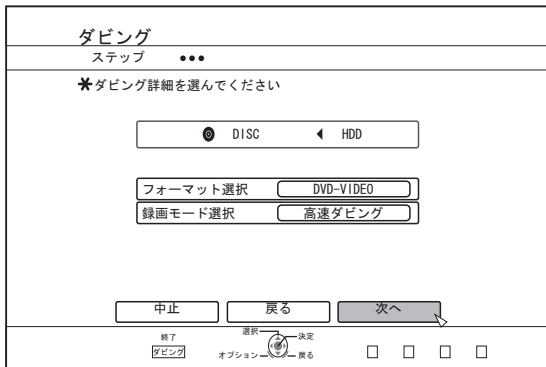 ダビング
ステップ
ダビング詳細を選んでください
DISC HDD
フォーマット選択 DVD-VIDEO
録画モード選択 高速ダビング
中止 戻る 次へ
終了 選択 決定
ダビング オプション 戻る